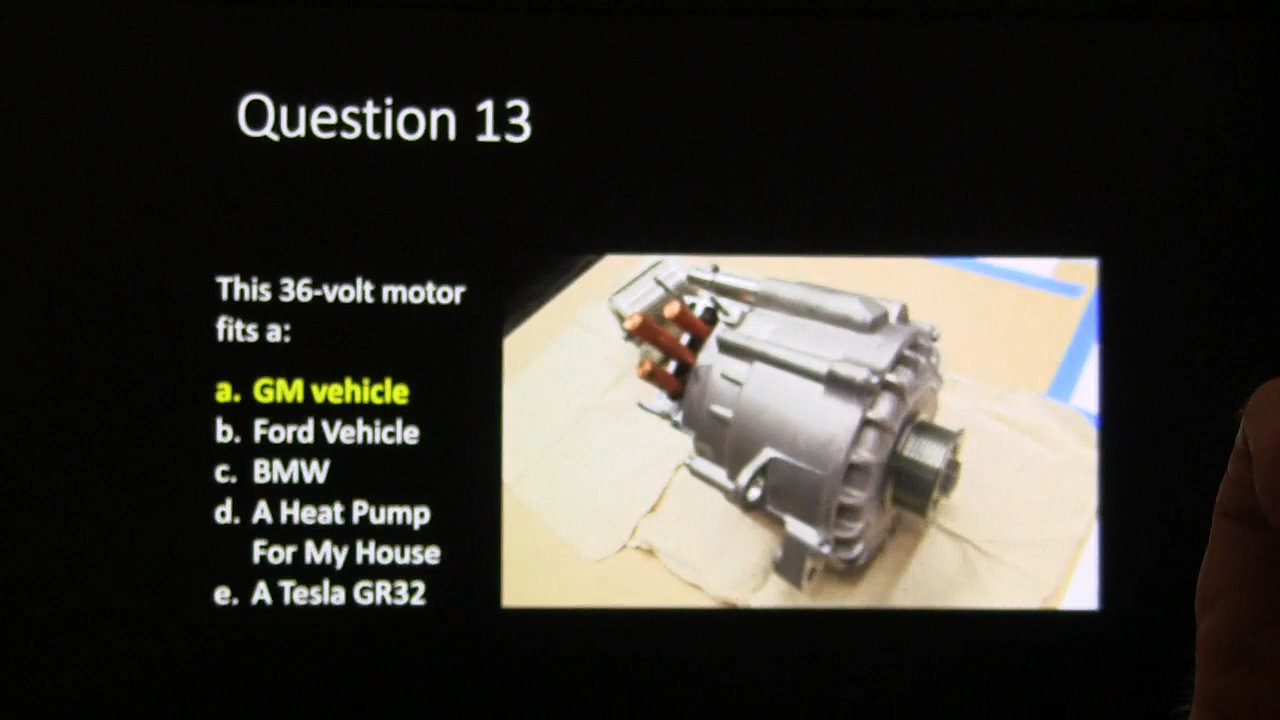 Question 13
This 36-volt motor
fits a:
a. GM vehicle
b. Ford Vehicle
c. BMW
d. A Heat Pump
For My House
e. A Tesla GR32